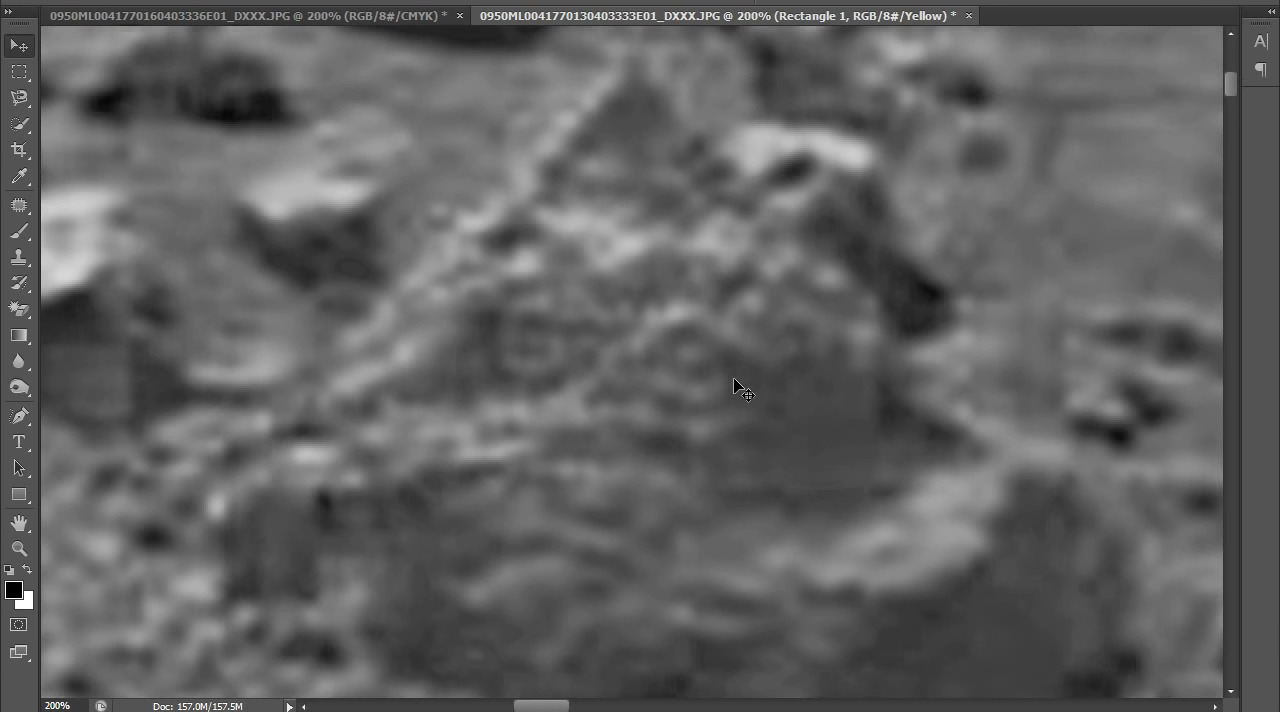 0950ML0041770160403336E01_DXXX.JPG @ 200% (RGB/8#/CMYK) * ×
0950ML0041770130403333E01_DXXX.JPG @ 200% (Rectangle 1, RGB/8#/Yellow) * ×
A
T
200%
Doc: 157.0M/157.5M